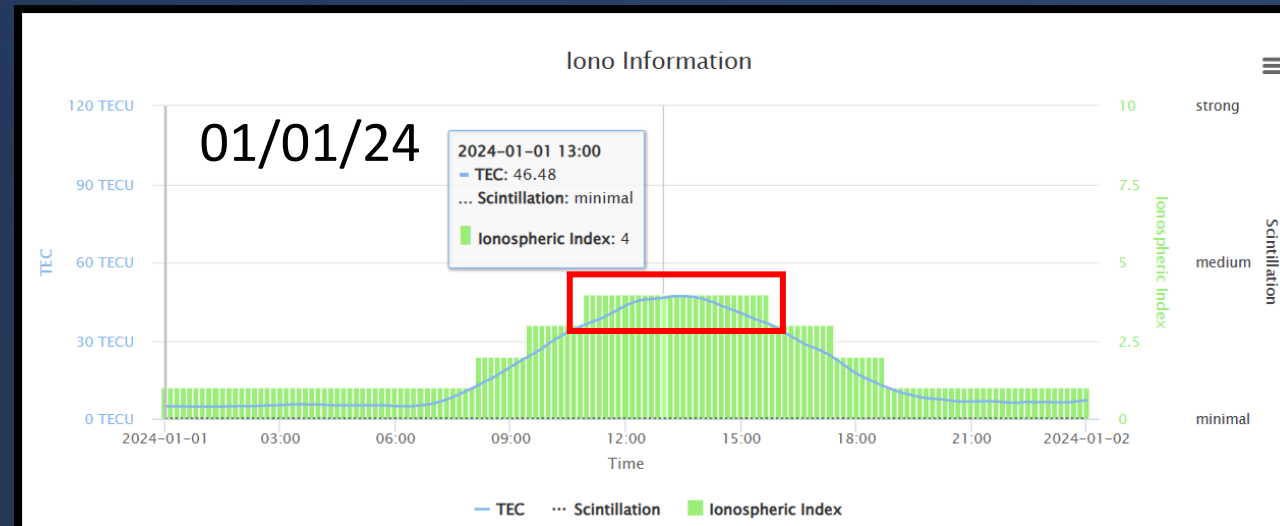 Iono Information
120 TECU
90 TECU
60 TECU
30 TECU
0 TECU
TEC
01/01/24
2024-01-01 13:00
TEC: 46.48
... Scintillation: minimal
Ionospheric Index: 4
10
7.5
5
2.5
0
Ionospheric Index
strong
medium
minimal
Scintillation
2024-01-01 03:00 06:00 09:00 12:00 15:00 18:00 21:00 2024-01-02
Time
TEC ... Scintillation Ionospheric Index